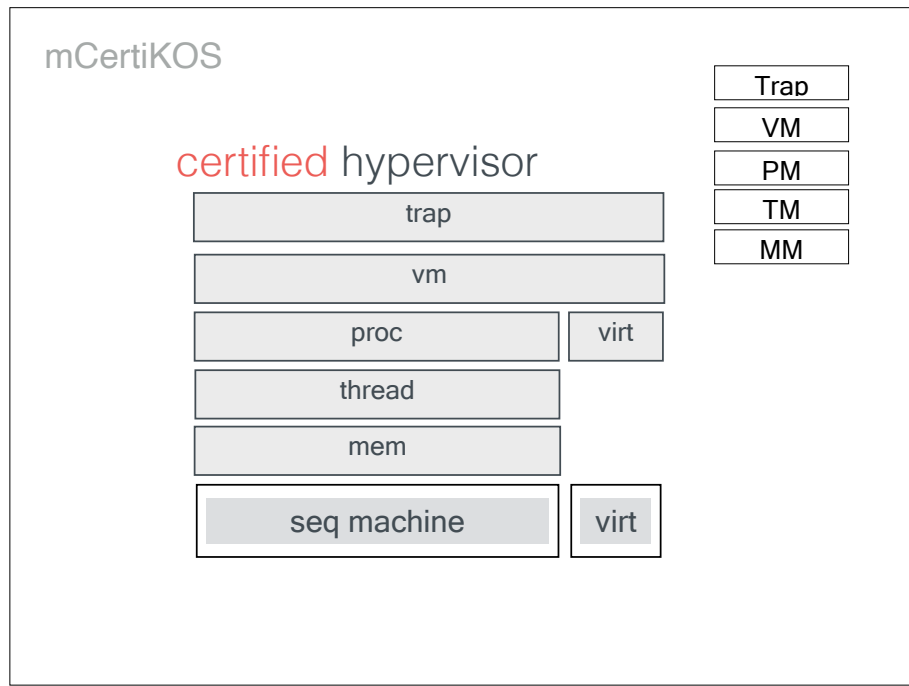 mCertiKOS
certified hypervisor
trap
vm
proc
virt
thread
mem
seq machine
virt
Trap
VM
PM
TM
MM